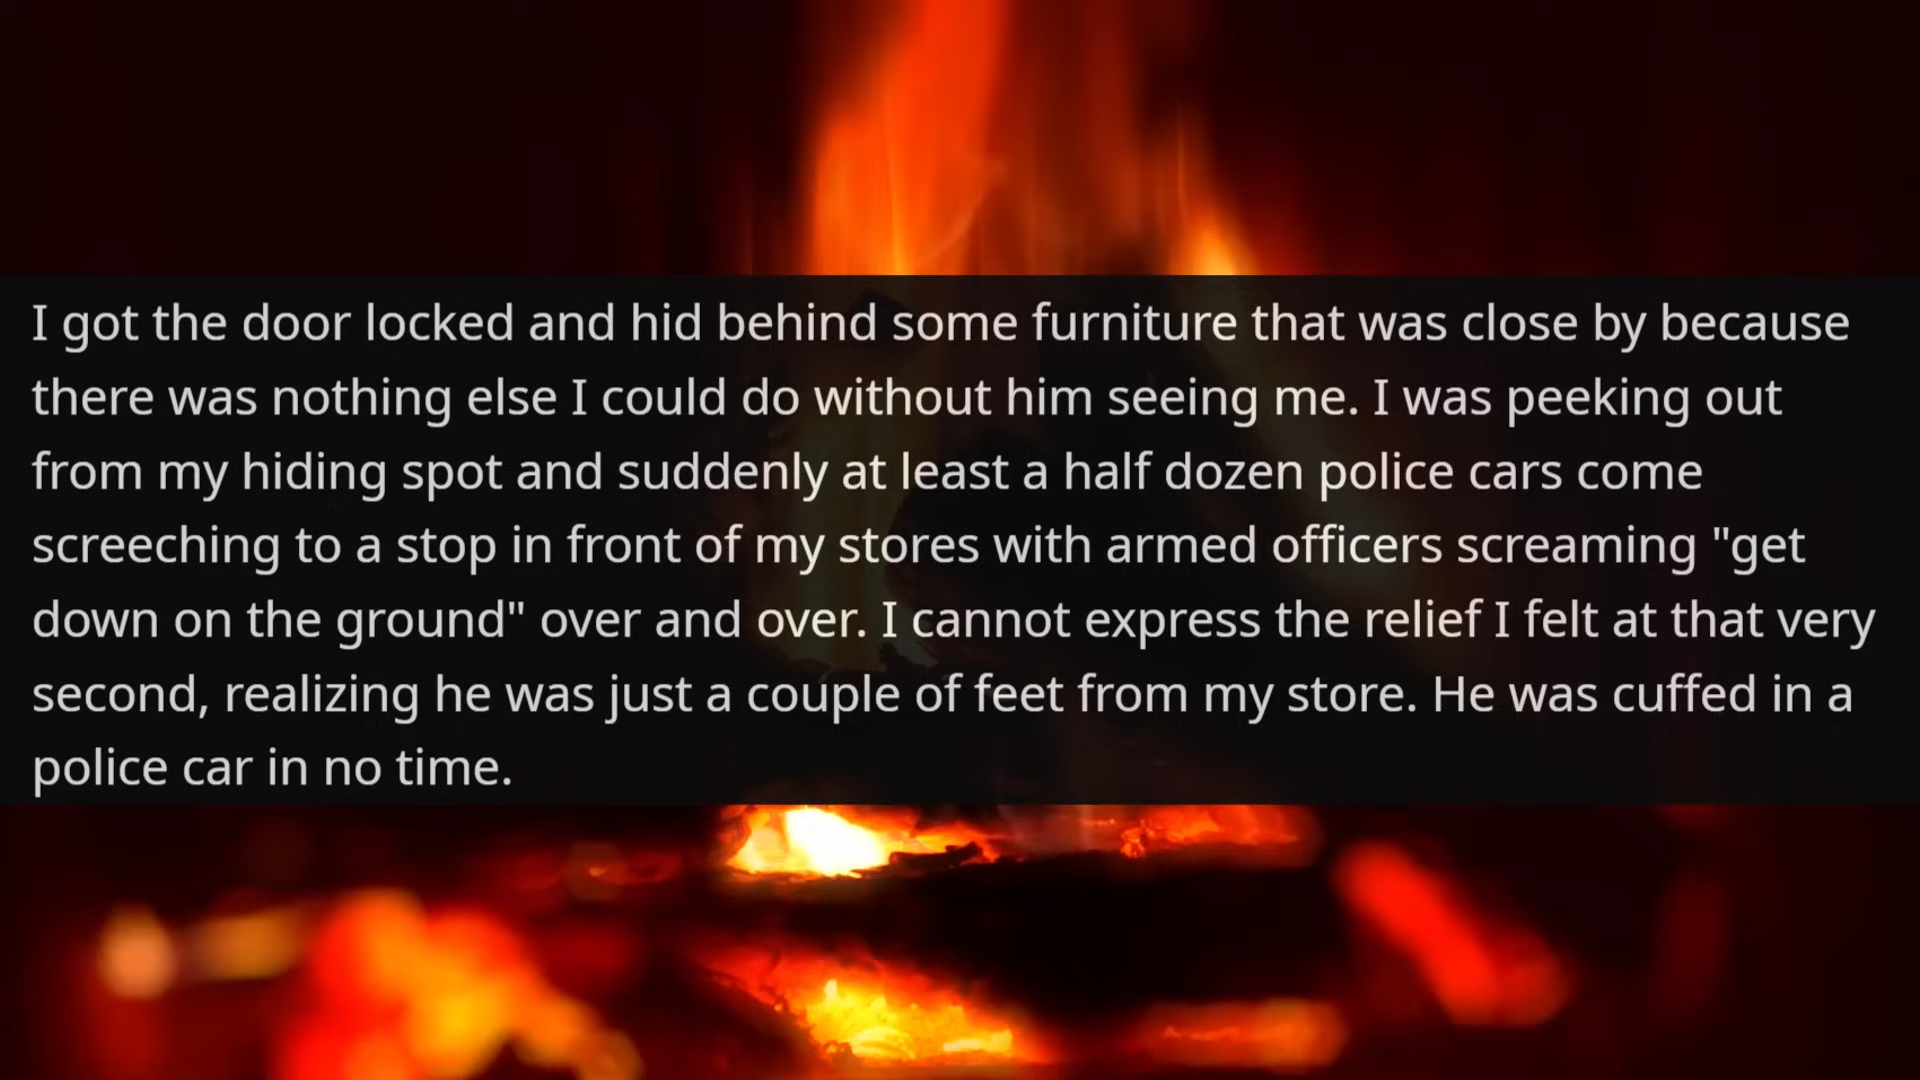 I got the door locked and hid behind some furniture that was close by because
there was nothing else I could do without him seeing me. I was peeking out
from my hiding spot and suddenly at least a half dozen police cars come
screeching to a stop in front of my stores with armed officers screaming "get
down on the ground" over and over. I cannot express the relief I felt at that very
second, realizing he was just a couple of feet from my store. He was cuffed in a
police car in no time.